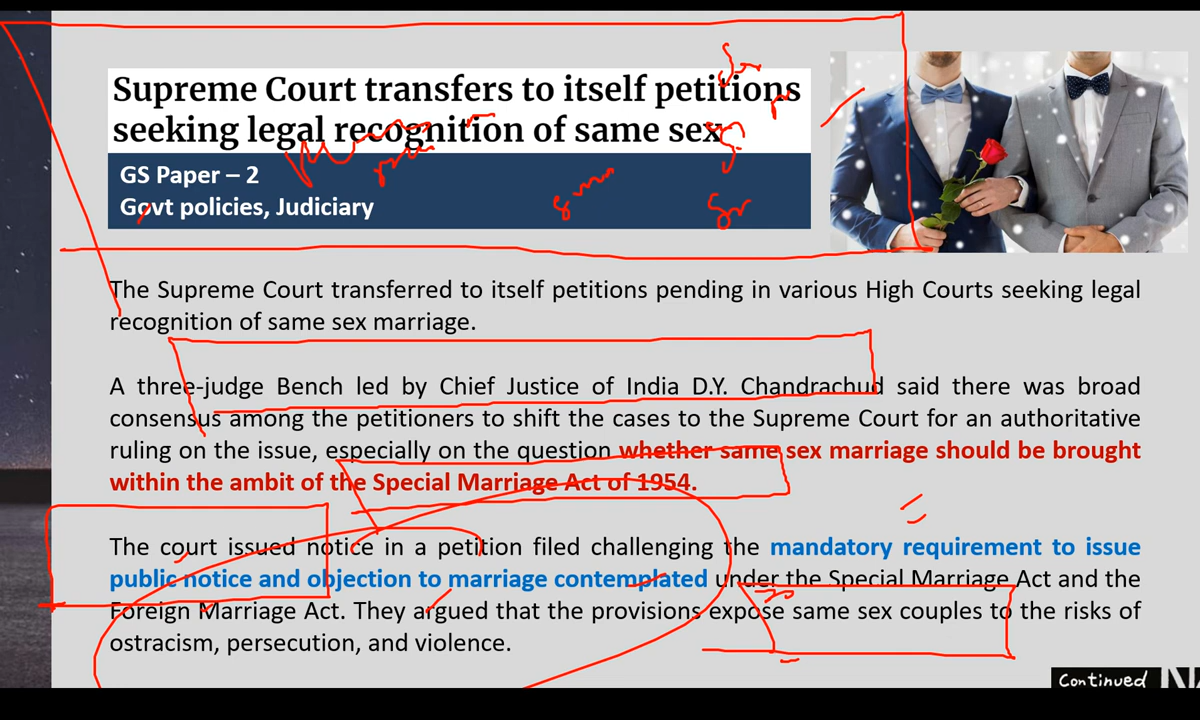 Supreme Court transfers to itself petitions
seeking legal recognition of same sex
GS Paper – 2
Govt policies, Judiciary
The Supreme Court transferred to itself petitions pending in various High Courts seeking legal
recognition of same sex marriage.
A three-judge Bench led by Chief Justice of India D.Y. Chandrachud said there was broad
consensus among the petitioners to shift the cases to the Supreme Court for an authoritative
ruling on the issue, especially on the question whether same sex marriage should be brought
within the ambit of the Special Marriage Act of 1954.
The court issued notice in a petition filed challenging the mandatory requirement to issue
public notice and objection to marriage contemplated under the Special Marriage Act and the
Foreign Marriage Act. They argued that the provisions expose same sex couples to the risks of
ostracism, persecution, and violence.
Continued